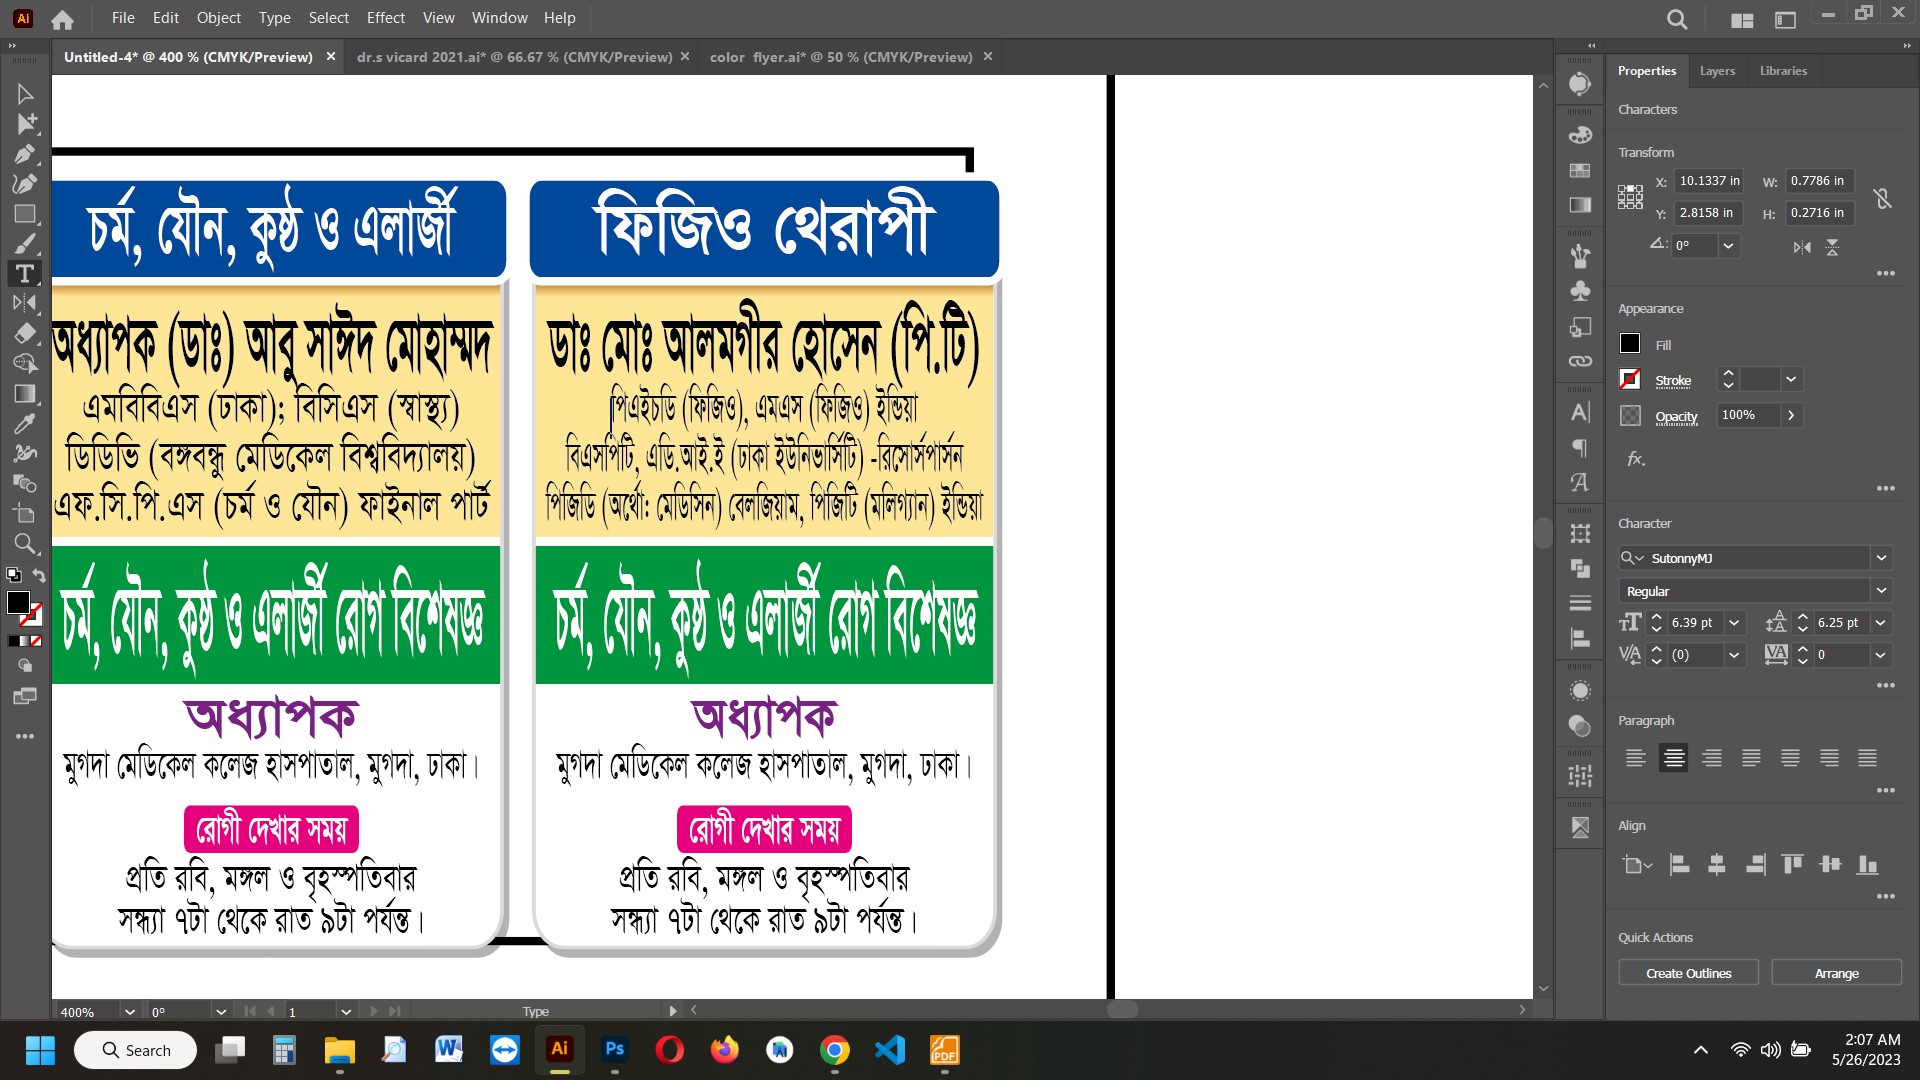 Ai File Edit Object Type Select Effect View Window Help
Untitled-4* @ 400 % (CMYK/Preview) × dr.s vicard 2021.ai* @ 66.67 % (CMYK/Preview) × color flyer.ai* @ 50 % (CMYK/Preview) ×
চর্ম, যৌন, কুষ্ঠ ও এলার্জী
অধ্যাপক (ডাঃ) আবু সাঈদ মোহাম্মদ
এমবিবিএস (ঢাকা); বিসিএস (স্বাস্থ্য)
ডিডিভি (বঙ্গবন্ধু মেডিকেল বিশ্ববিদ্যালয়)
এফ.সি.পি.এস (চর্ম ও যৌন) ফাইনাল পার্ট
চর্ম, যৌন, কুষ্ঠ ও এলার্জী রোগ বিশেষজ্ঞ
অধ্যাপক
মুগদা মেডিকেল কলেজ হাসপাতাল, মুগদা, ঢাকা।
রোগী দেখার সময়
প্রতি রবি, মঙ্গল ও বৃহস্পতিবার
সন্ধ্যা ৭টা থেকে রাত ৯টা পর্যন্ত।
ফিজিও থেরাপী
ডাঃ মোঃ আলমগীর হোসেন (পি.টি)
পিএইচডি (ফিজিও), এমএস (ফিজিও) ইন্ডিয়া
বিএসপিটি, এডি.আই.ই (ঢাকা ইউনিভার্সিটি) -রিসোর্সপার্সন
পিজিডি (অর্থো: মেডিসিন) বেলজিয়াম, পিজিটি (মলিগ্যান) ইন্ডিয়া
চর্ম, যৌন, কুষ্ঠ ও এলার্জী রোগ বিশেষজ্ঞ
অধ্যাপক
মুগদা মেডিকেল কলেজ হাসপাতাল, মুগদা, ঢাকা।
রোগী দেখার সময়
প্রতি রবি, মঙ্গল ও বৃহস্পতিবার
সন্ধ্যা ৭টা থেকে রাত ৯টা পর্যন্ত।
Properties Layers Libraries
Characters
Transform
X: 10.1337 in W: 0.7786 in
Y: 2.8158 in H: 0.2716 in
0°
Appearance
Fill
Stroke
Opacity 100%
fx.
Character
SutonnyMJ
Regular
6.39 pt 6.25 pt
(0) 0
Paragraph
Align
Quick Actions
Create Outlines Arrange
400% 0° 1 Type
Search Ai Ps PDF
2:07 AM
5/26/2023